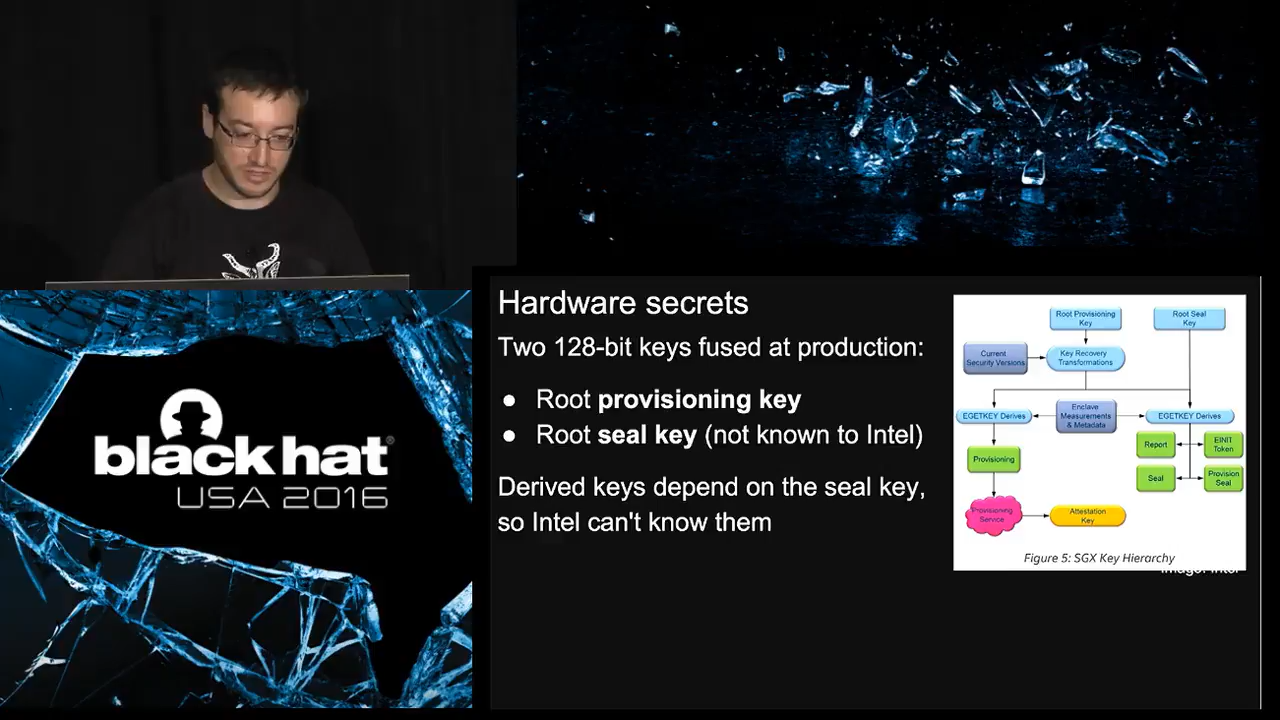 Hardware secrets
Two 128-bit keys fused at production:
● Root provisioning key
● Root seal key (not known to Intel)
Derived keys depend on the seal key,
so Intel can't know them
Root Provisioning
Key
Root Seal
Key
Current
Security Versions
Key Recovery
Transformations
EGETKEY Derives
Enclave
Measurements
& Metadata
EGETKEY Derives
Provisioning
Report
EINIT
Token
Seal
Provision
Seal
Provisioning
Service
Attestation
Key
Figure 5: SGX Key Hierarchy
Image: Intel
black hat®
USA 2016